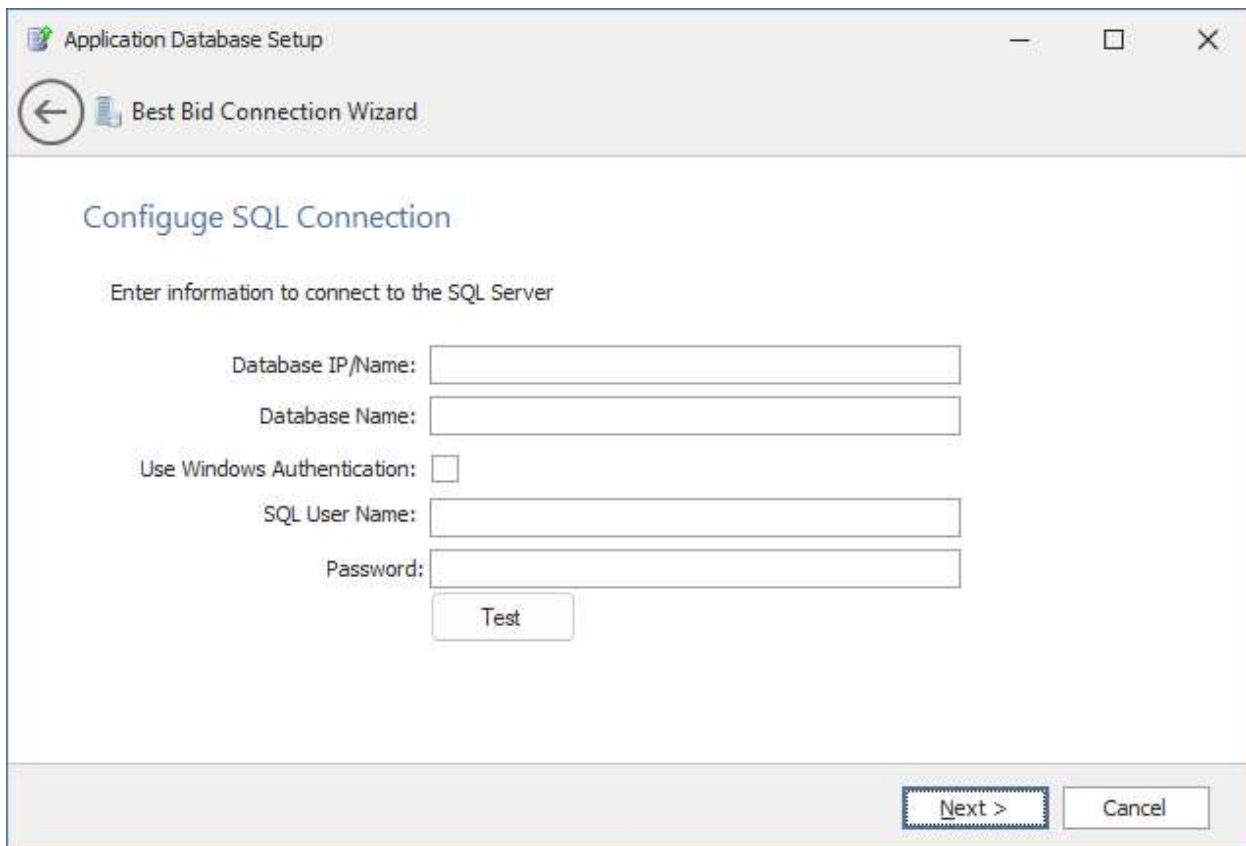 Application Database Setup
Best Bid Connection Wizard
Configuge SQL Connection
Enter information to connect to the SQL Server
Database IP/Name:
Database Name:
Use Windows Authentication:
SQL User Name:
Password:
Test
Next > Cancel